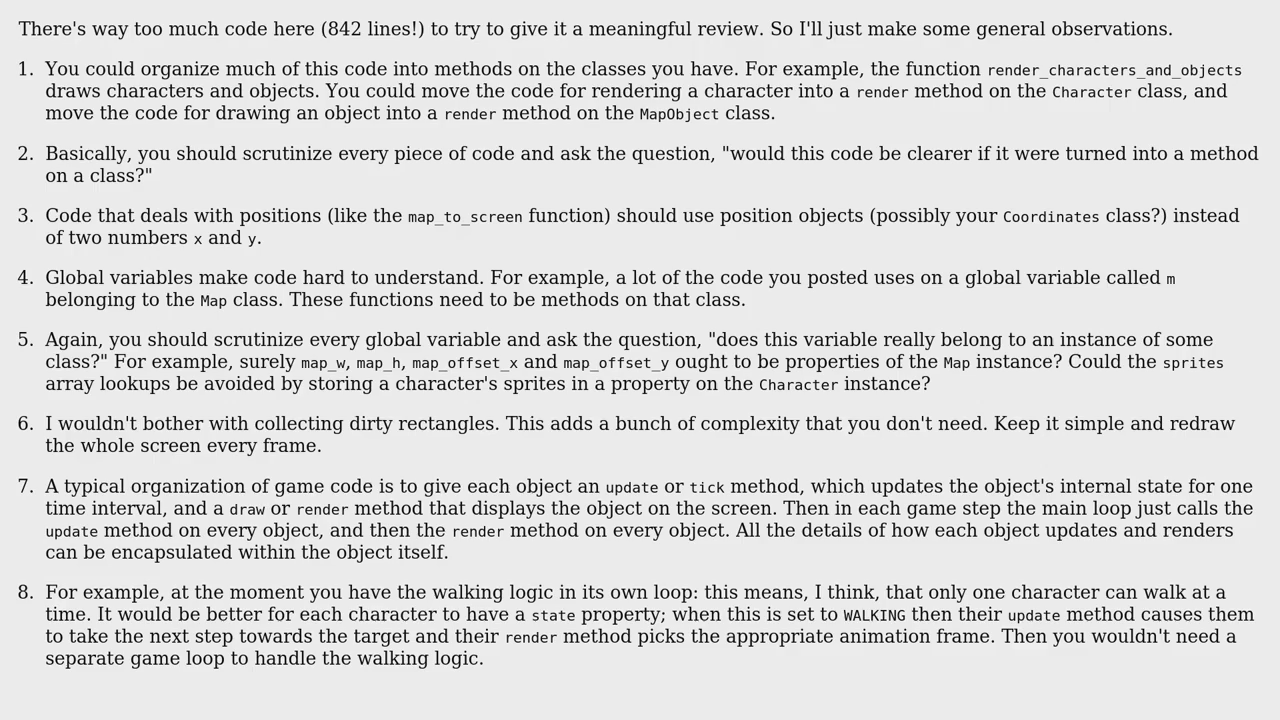 There's way too much code here (842 lines!) to try to give it a meaningful review. So I'll just make some general observations.
1. You could organize much of this code into methods on the classes you have. For example, the function render_characters_and_objects
draws characters and objects. You could move the code for rendering a character into a render method on the Character class, and
move the code for drawing an object into a render method on the MapObject class.
2. Basically, you should scrutinize every piece of code and ask the question, "would this code be clearer if it were turned into a method
on a class?"
3. Code that deals with positions (like the map_to_screen function) should use position objects (possibly your Coordinates class?) instead
of two numbers x and y.
4. Global variables make code hard to understand. For example, a lot of the code you posted uses on a global variable called m
belonging to the Map class. These functions need to be methods on that class.
5. Again, you should scrutinize every global variable and ask the question, "does this variable really belong to an instance of some
class?" For example, surely map_w, map_h, map_offset_x and map_offset_y ought to be properties of the Map instance? Could the sprites
array lookups be avoided by storing a character's sprites in a property on the Character instance?
6. I wouldn't bother with collecting dirty rectangles. This adds a bunch of complexity that you don't need. Keep it simple and redraw
the whole screen every frame.
7. A typical organization of game code is to give each object an update or tick method, which updates the object's internal state for one
time interval, and a draw or render method that displays the object on the screen. Then in each game step the main loop just calls the
update method on every object, and then the render method on every object. All the details of how each object updates and renders
can be encapsulated within the object itself.
8. For example, at the moment you have the walking logic in its own loop: this means, I think, that only one character can walk at a
time. It would be better for each character to have a state property; when this is set to WALKING then their update method causes them
to take the next step towards the target and their render method picks the appropriate animation frame. Then you wouldn't need a
separate game loop to handle the walking logic.